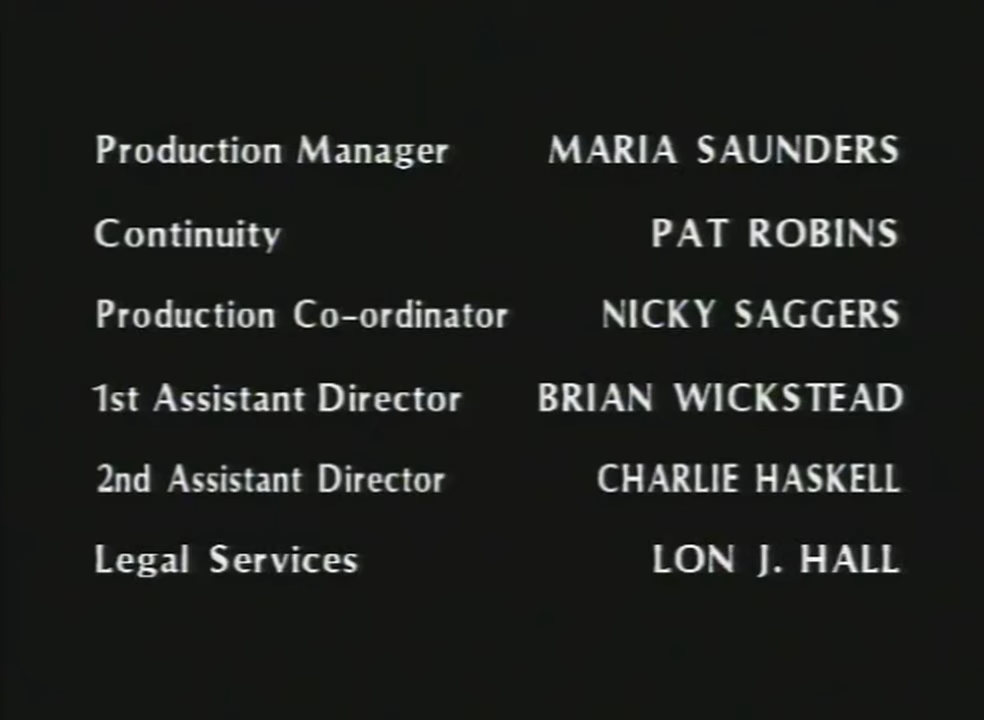 Production Manager MARIA SAUNDERS
Continuity PAT ROBINS
Production Co-ordinator NICKY SAGGERS
1st Assistant Director BRIAN WICKSTEAD
2nd Assistant Director CHARLIE HASKELL
Legal Services LON J. HALL